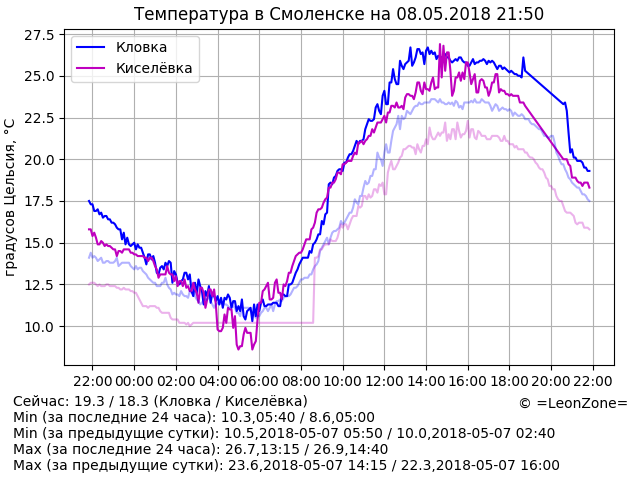 Температура в Смоленске на 08.05.2018 21:50
27.5
25.0
22.5
20.0
17.5
15.0
12.5
10.0
градусов Цельсия, °C
Кловка
Киселёвка
22:00 00:00 02:00 04:00 06:00 08:00 10:00 12:00 14:00 16:00 18:00 20:00 22:00
Сейчас: 19.3 / 18.3 (Кловка / Киселёвка)
© =LeonZone=
Min (за последние 24 часа): 10.3,05:40 / 8.6,05:00
Min (за предыдущие сутки): 10.5,2018-05-07 05:50 / 10.0,2018-05-07 02:40
Max (за последние 24 часа): 26.7,13:15 / 26.9,14:40
Max (за предыдущие сутки): 23.6,2018-05-07 14:15 / 22.3,2018-05-07 16:00